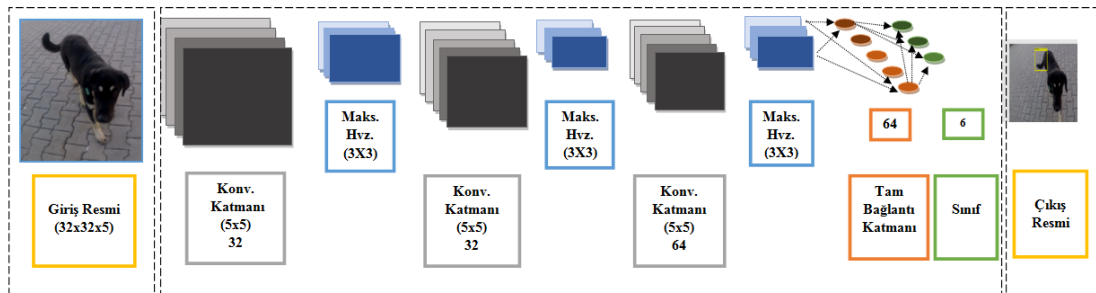 Giriş Resmi
(32x32x5)
Konv.
Katmanı
(5x5)
32
Maks.
Hvz.
(3X3)
Konv.
Katmanı
(5x5)
32
Maks.
Hvz.
(3X3)
Konv.
Katmanı
(5x5)
64
Maks.
Hvz.
(3X3)
64
Tam
Bağlantı
Katmanı
6
Sınıf
Çıkış
Resmi